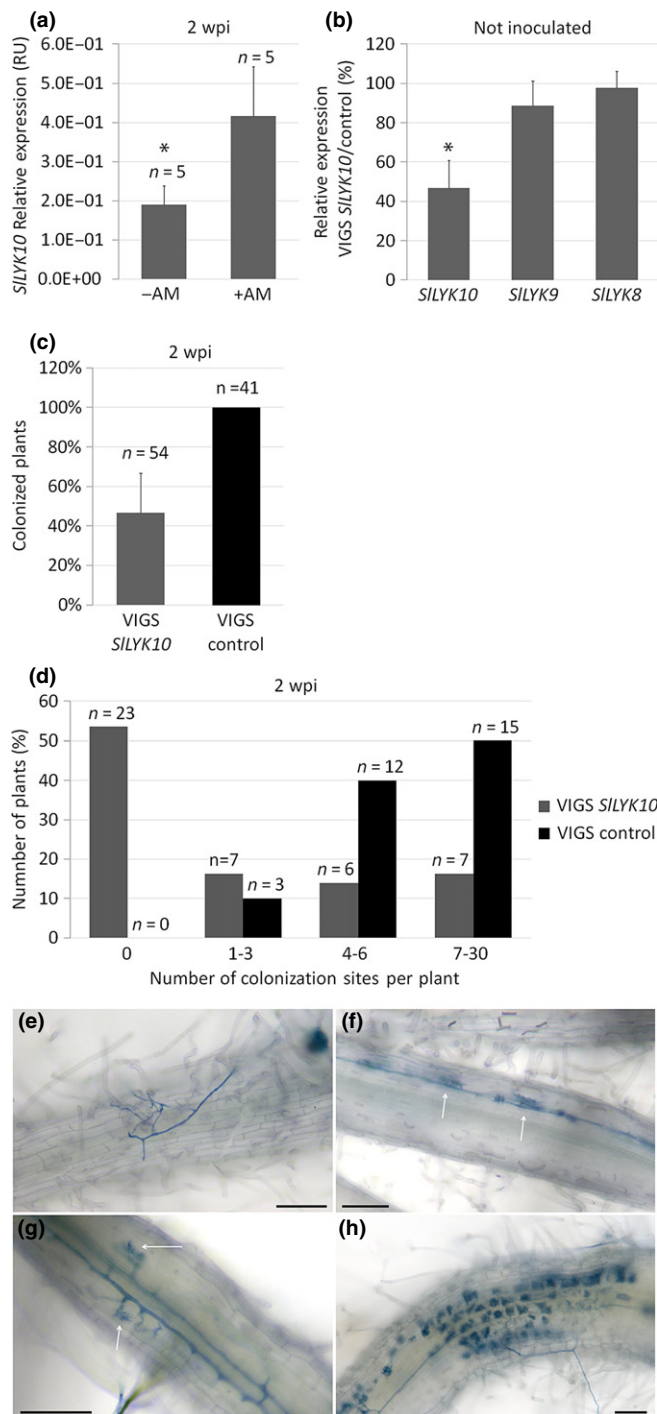 (a)
2 wpi
SlLYK10 Relative expression (RU)
6.0E−01
5.0E−01
4.0E−01
3.0E−01
2.0E−01
1.0E−01
0.0E+00
*
n = 5
n = 5
−AM
+AM
(b)
Not inoculated
Relative expression
VIGS SlLYK10/control (%)
120
100
80
60
40
20
0
*
SlLYK10
SlLYK9
SlLYK8
(c)
2 wpi
Colonized plants
120%
100%
80%
60%
40%
20%
0%
n = 54
n =41
VIGS
SlLYK10
VIGS
control
(d)
2 wpi
Numnber of plants (%)
60
50
40
30
20
10
0
n = 23
n = 0
n=7
n = 3
n = 6
n = 12
n = 7
n = 15
0
1-3
4-6
7-30
Number of colonization sites per plant
VIGS SlLYK10
VIGS control
(e)
(f)
(g)
(h)